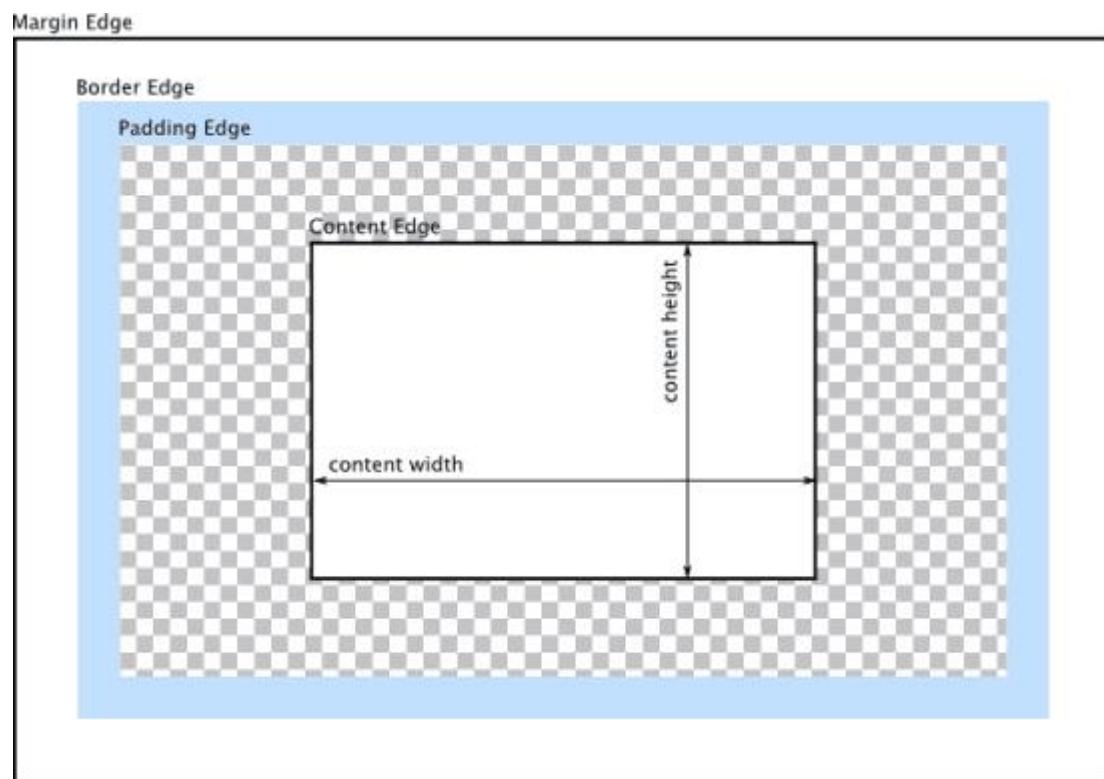 Margin Edge
Border Edge
Padding Edge
Content Edge
content height
content width